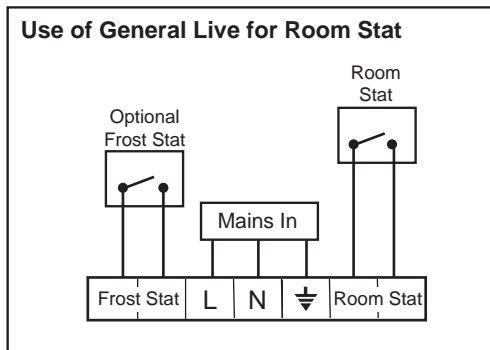 Use of General Live for Room Stat
Room
Stat
Optional
Frost Stat
Mains In
Frost Stat
L
N
Room Stat